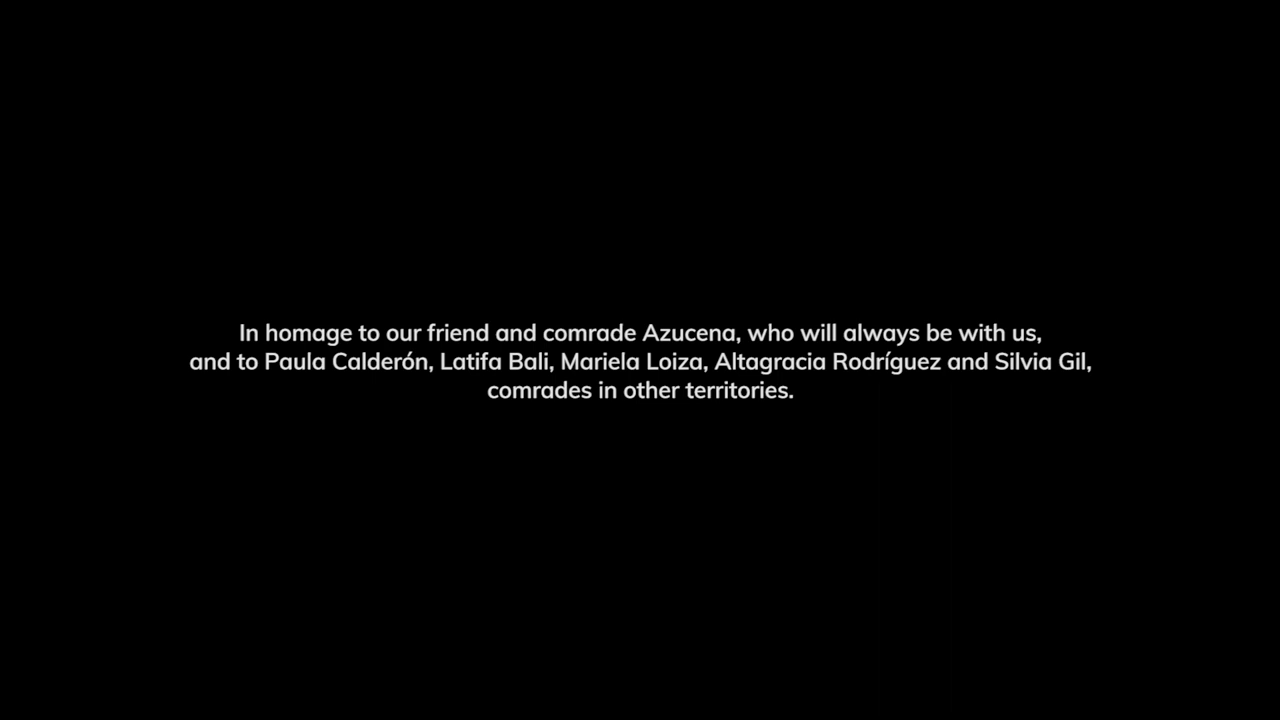 In homage to our friend and comrade Azucena, who will always be with us,
and to Paula Calderón, Latifa Bali, Mariela Loiza, Altagracia Rodríguez and Silvia Gil,
comrades in other territories.